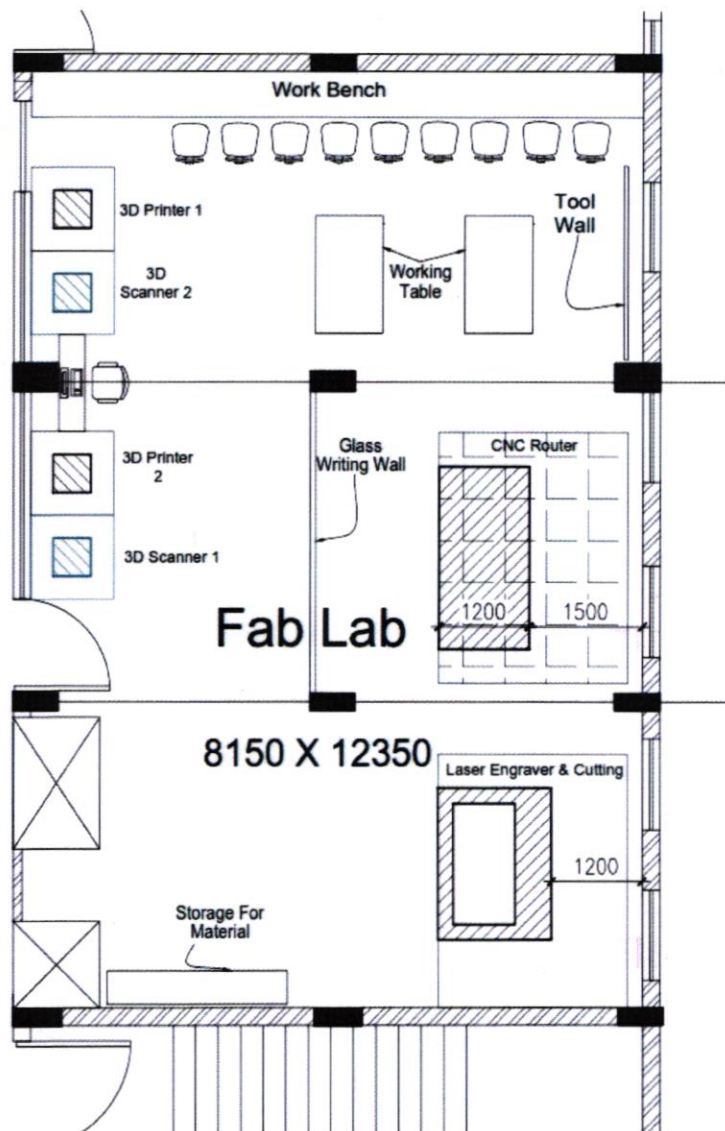 Work Bench
3D Printer 1
Tool
Wall
3D
Scanner 2
Working
Table
3D Printer
2
Glass
Writing Wall
CNC Router
3D Scanner 1
1200
1500
Fab Lab
8150 X 12350
Laser Engraver & Cutting
1200
Storage For
Material